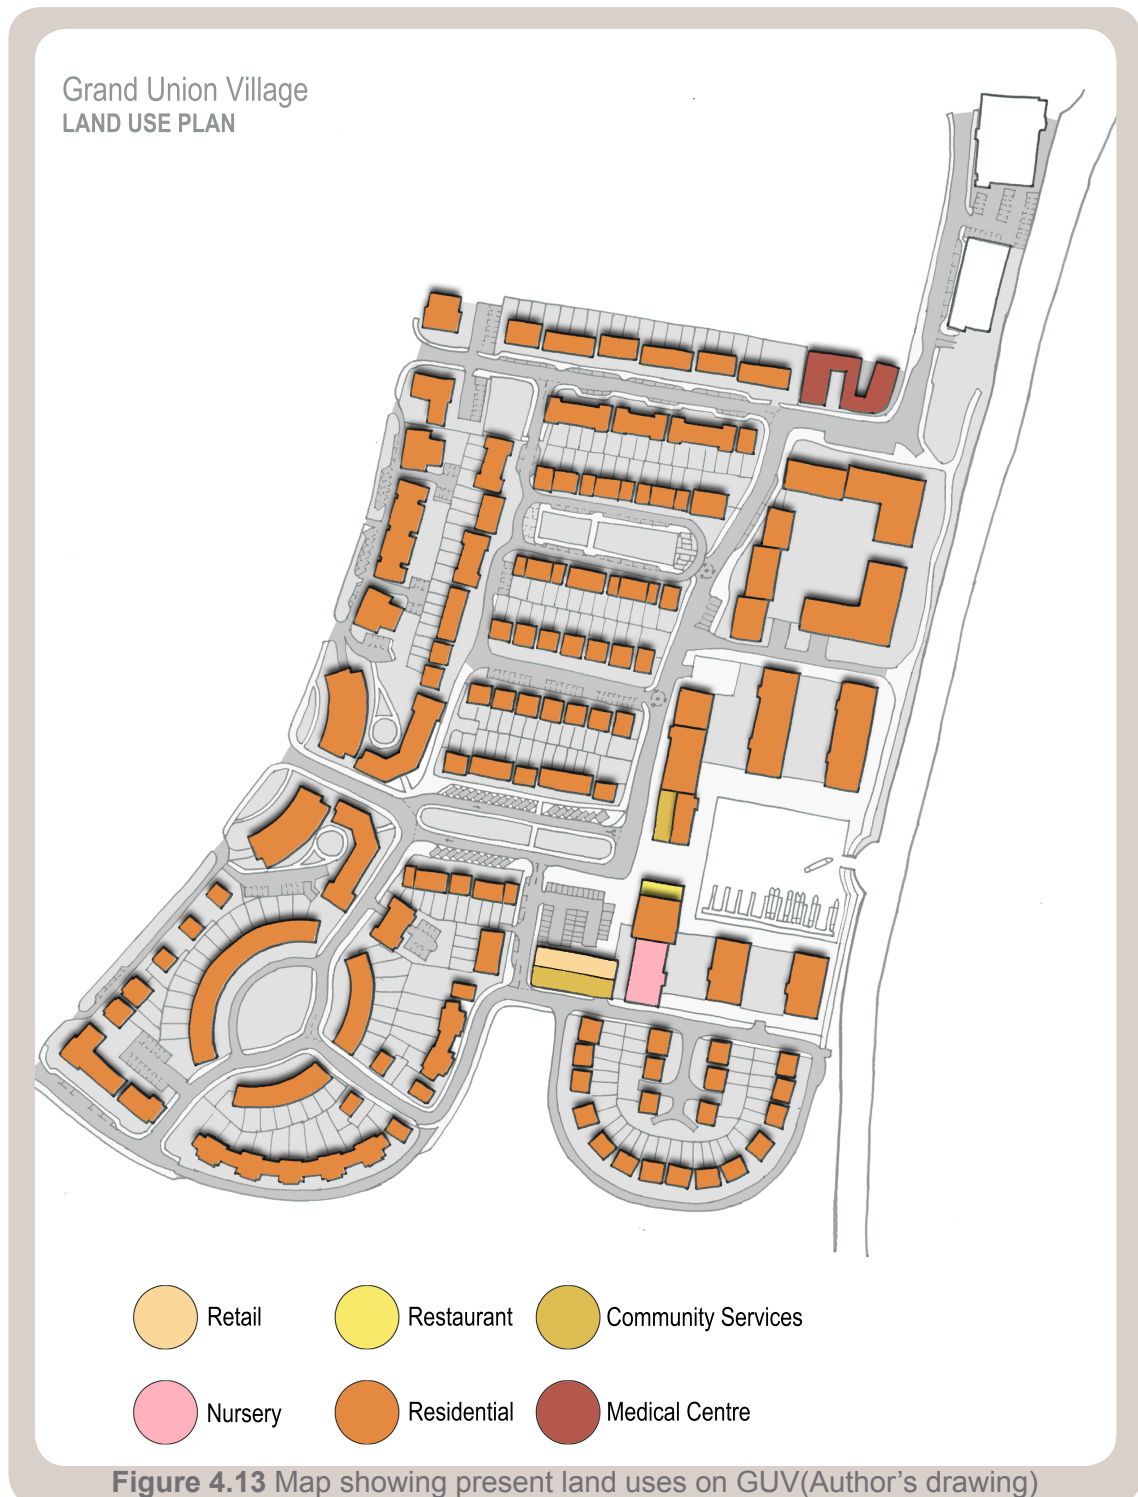 Grand Union Village
LAND USE PLAN
Retail
Restaurant
Community Services
Nursery
Residential
Medical Centre
Figure 4.13 Map showing present land uses on GUV(Author's drawing)